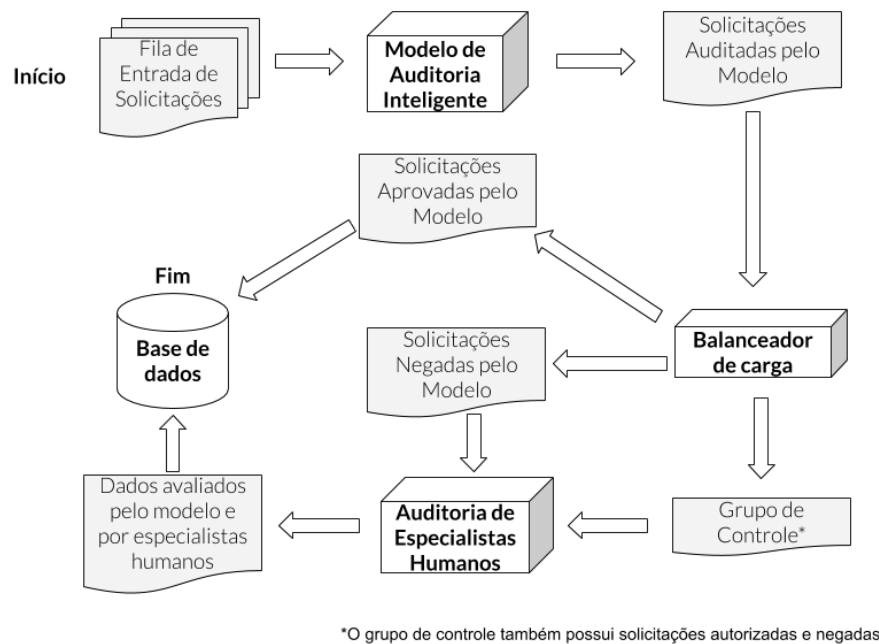 Início
Fila de
Entrada de
Solicitações
Modelo de
Auditoria
Inteligente
Solicitações
Auditadas pelo
Modelo
Solicitações
Aprovadas pelo
Modelo
Fim
Base de
dados
Solicitações
Negadas pelo
Modelo
Balanceador
de carga
Dados avaliados
pelo modelo e
por especialistas
humanos
Auditoria de
Especialistas
Humanos
Grupo de
Controle*
*O grupo de controle também possui solicitações autorizadas e negadas